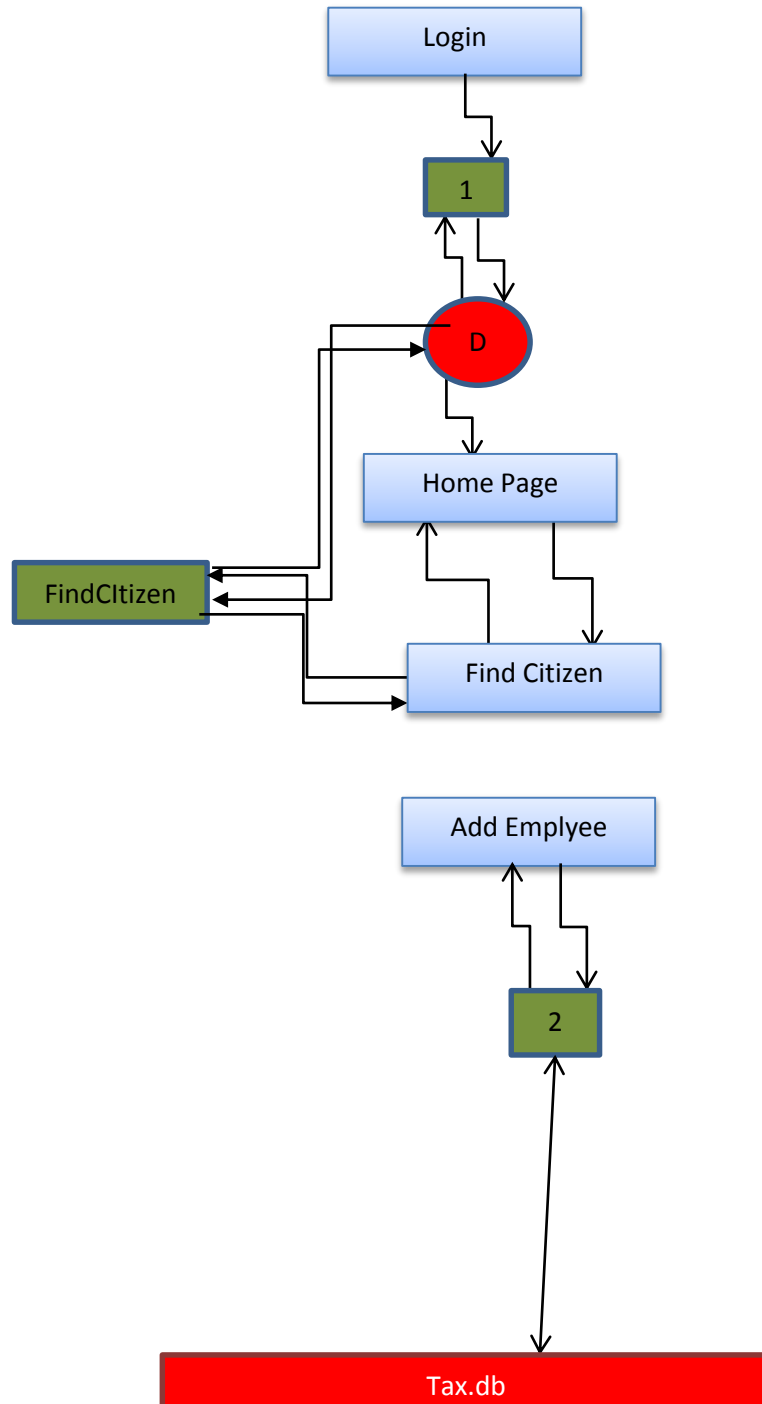 Login
1
D
Home Page
FindCItizen
Find Citizen
Add Emplyee
2
Tax.db